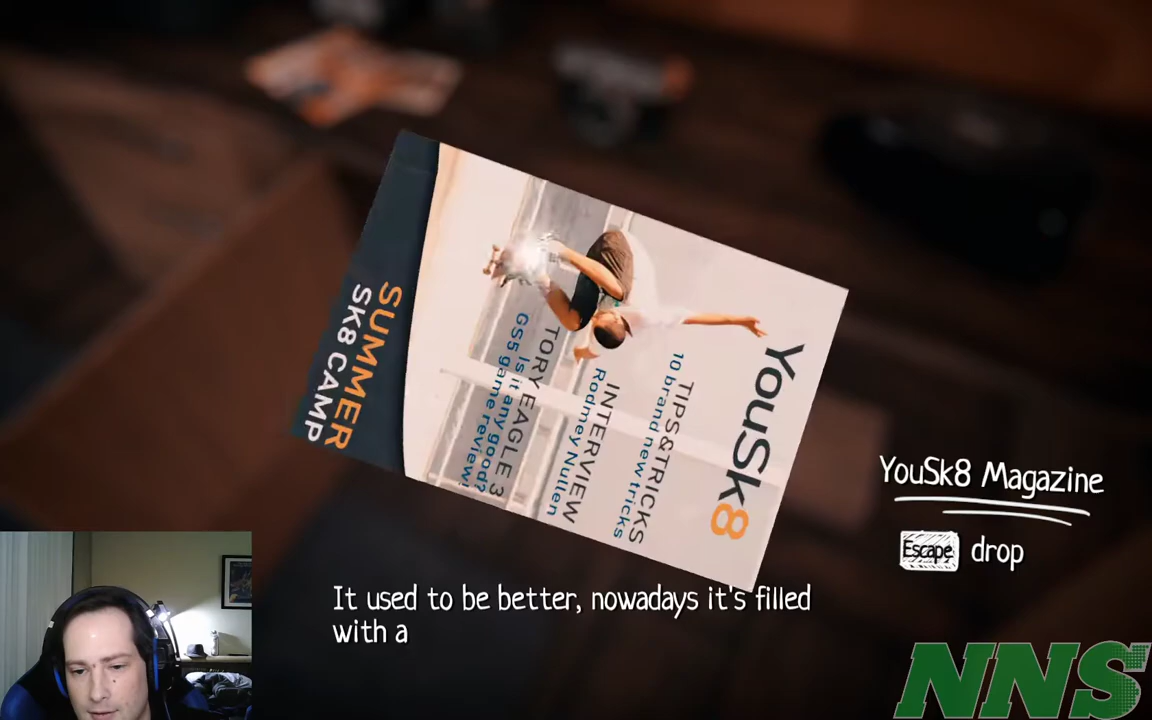 YouSk8
TIPS&TRICKS
10 brand new tricks
INTERVIEW
Rodmey Nullen
TORY EAGLE 3
Is it any good?
GS5 game review!
SUMMER
SK8 CAMP
YouSk8 Magazine
Escape drop
It used to be better, nowadays it's filled
with a
NNS